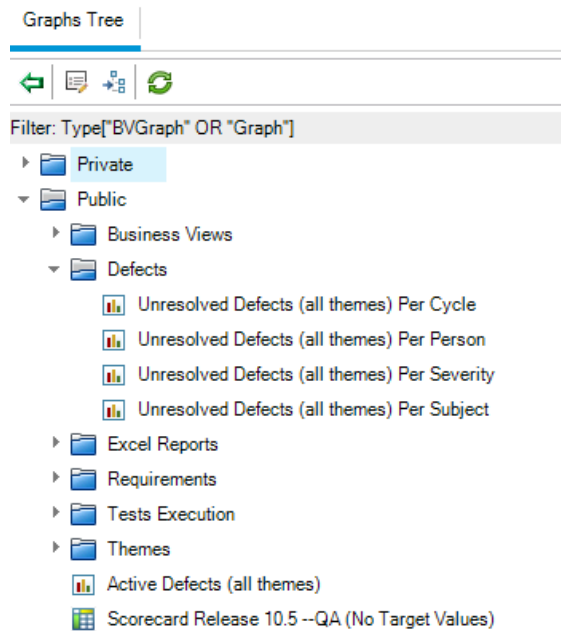 Graphs Tree
Filter: Type["BVGraph" OR "Graph"]
Private
Public
Business Views
Defects
Unresolved Defects (all themes) Per Cycle
Unresolved Defects (all themes) Per Person
Unresolved Defects (all themes) Per Severity
Unresolved Defects (all themes) Per Subject
Excel Reports
Requirements
Tests Execution
Themes
Active Defects (all themes)
Scorecard Release 10.5 --QA (No Target Values)